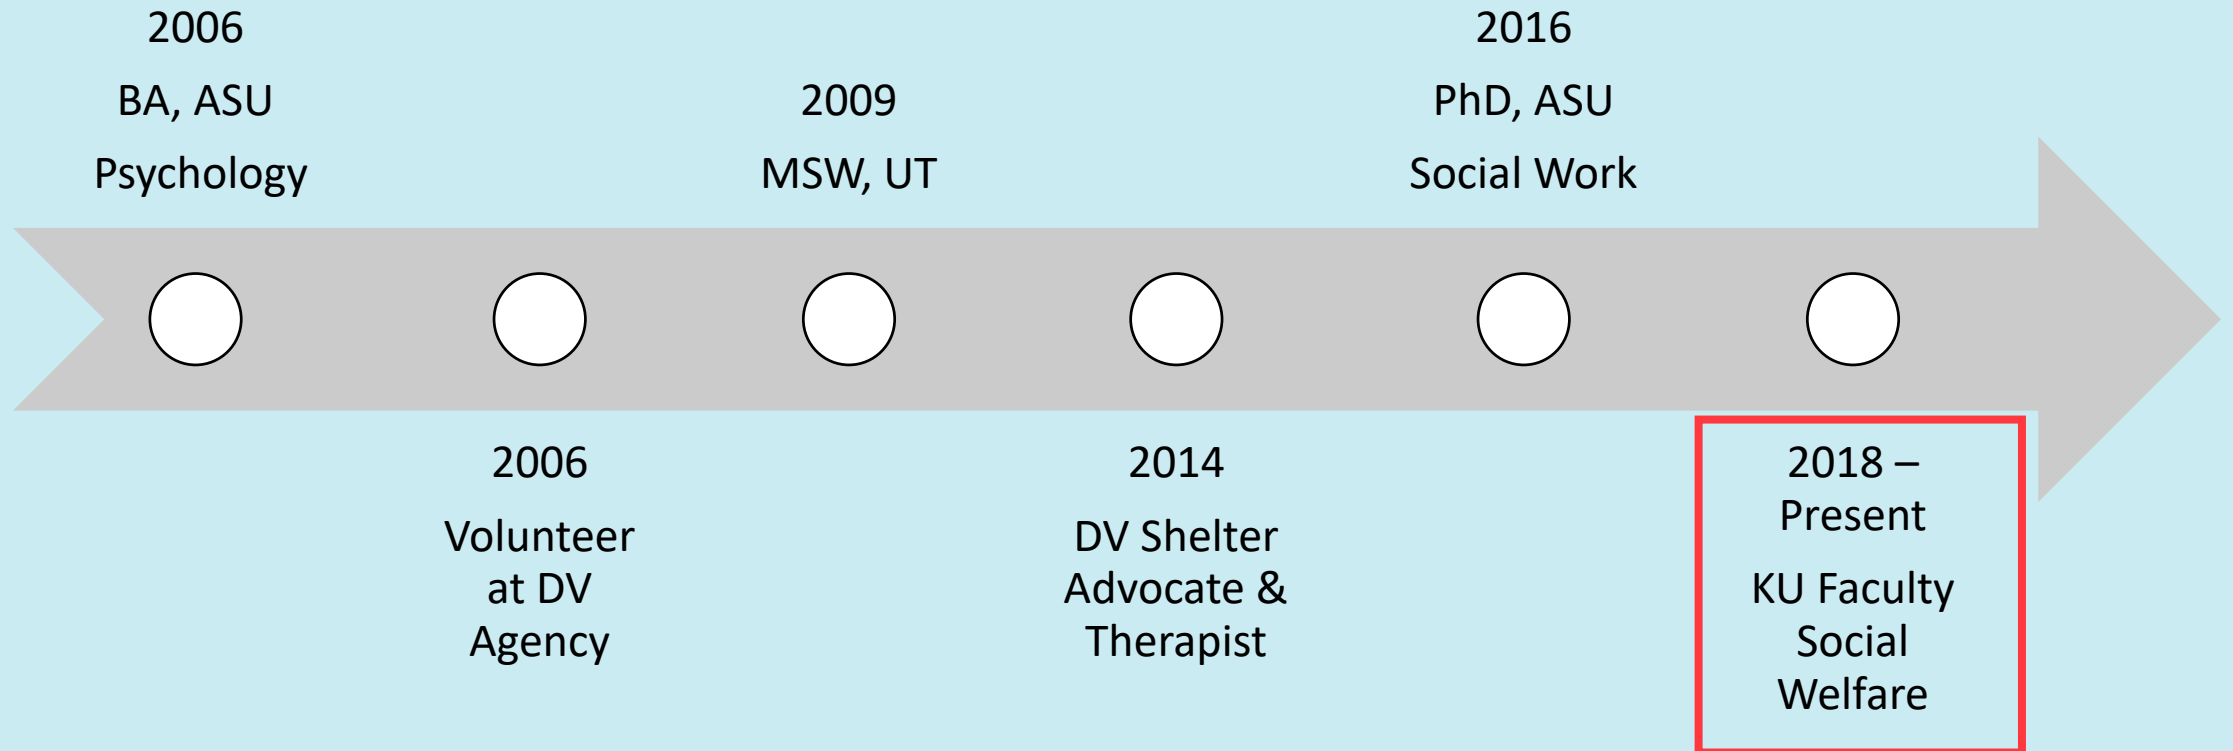 2006
BA, ASU
Psychology
2006
Volunteer
at DV
Agency
2009
MSW, UT
2014
DV Shelter
Advocate &
Therapist
2016
PhD, ASU
Social Work
2018 –
Present
KU Faculty
Social
Welfare